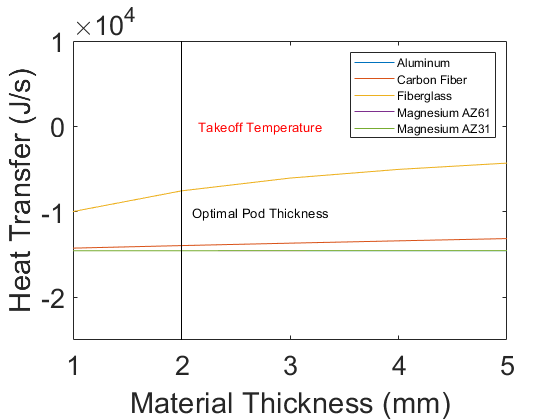 ×10⁴
1
0
-1
-2
Heat Transfer (J/s)
Aluminum
Carbon Fiber
Fiberglass
Magnesium AZ61
Magnesium AZ31
Takeoff Temperature
Optimal Pod Thickness
1 2 3 4 5
Material Thickness (mm)